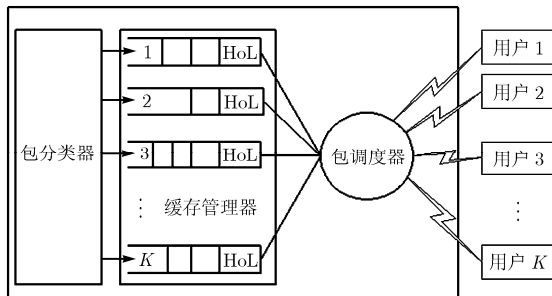 1 HoL
用户 1
2 HoL
用户 2
包分类器
3 HoL
包调度器
用户 3
⋮ 缓存管理器
⋮
K HoL
用户 K